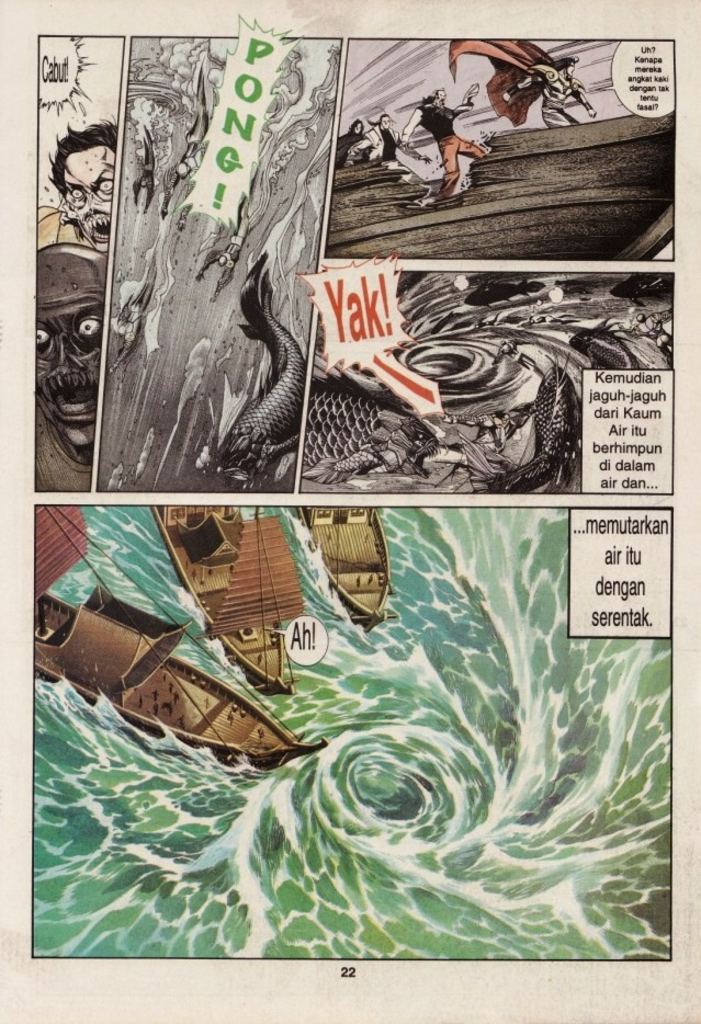 Cabut!
PONG!
Uh?
Kenapa
mereka
angkat kaki
dengan tak
tentu
fasal?
Yak!
Kemudian
jaguh-jaguh
dari Kaum
Air itu
berhimpun
di dalam
air dan...
...memutarkan
air itu
dengan
serentak.
Ah!
22